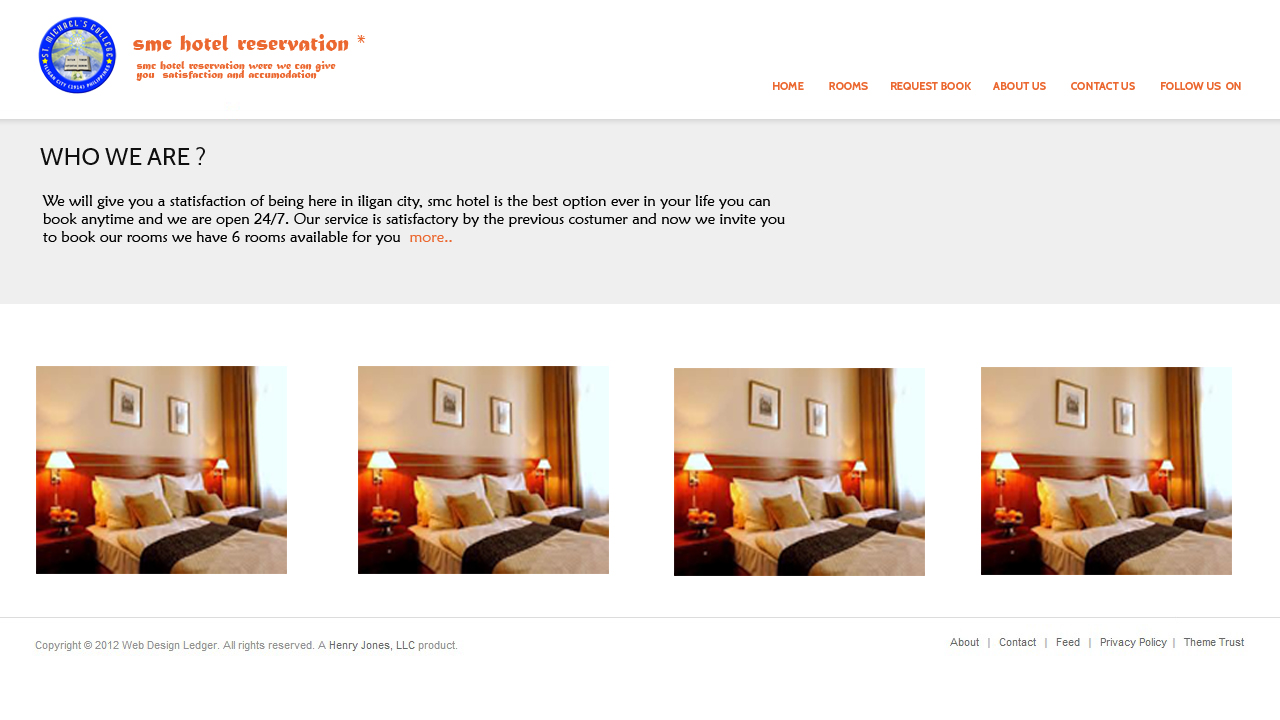 ST. MICHAEL'S COLLEGE
ILIGAN CITY PHILIPPINES
smc hotel reservation *
smc hotel reservation were we can give
you satisfaction and accumodation
HOME ROOMS REQUEST BOOK ABOUT US CONTACT US FOLLOW US ON
WHO WE ARE ?
We will give you a statisfaction of being here in iligan city, smc hotel is the best option ever in your life you can
book anytime and we are open 24/7. Our service is satisfactory by the previous costumer and now we invite you
to book our rooms we have 6 rooms available for you more..
Copyright © 2012 Web Design Ledger. All rights reserved. A Henry Jones, LLC product.
About | Contact | Feed | Privacy Policy | Theme Trust